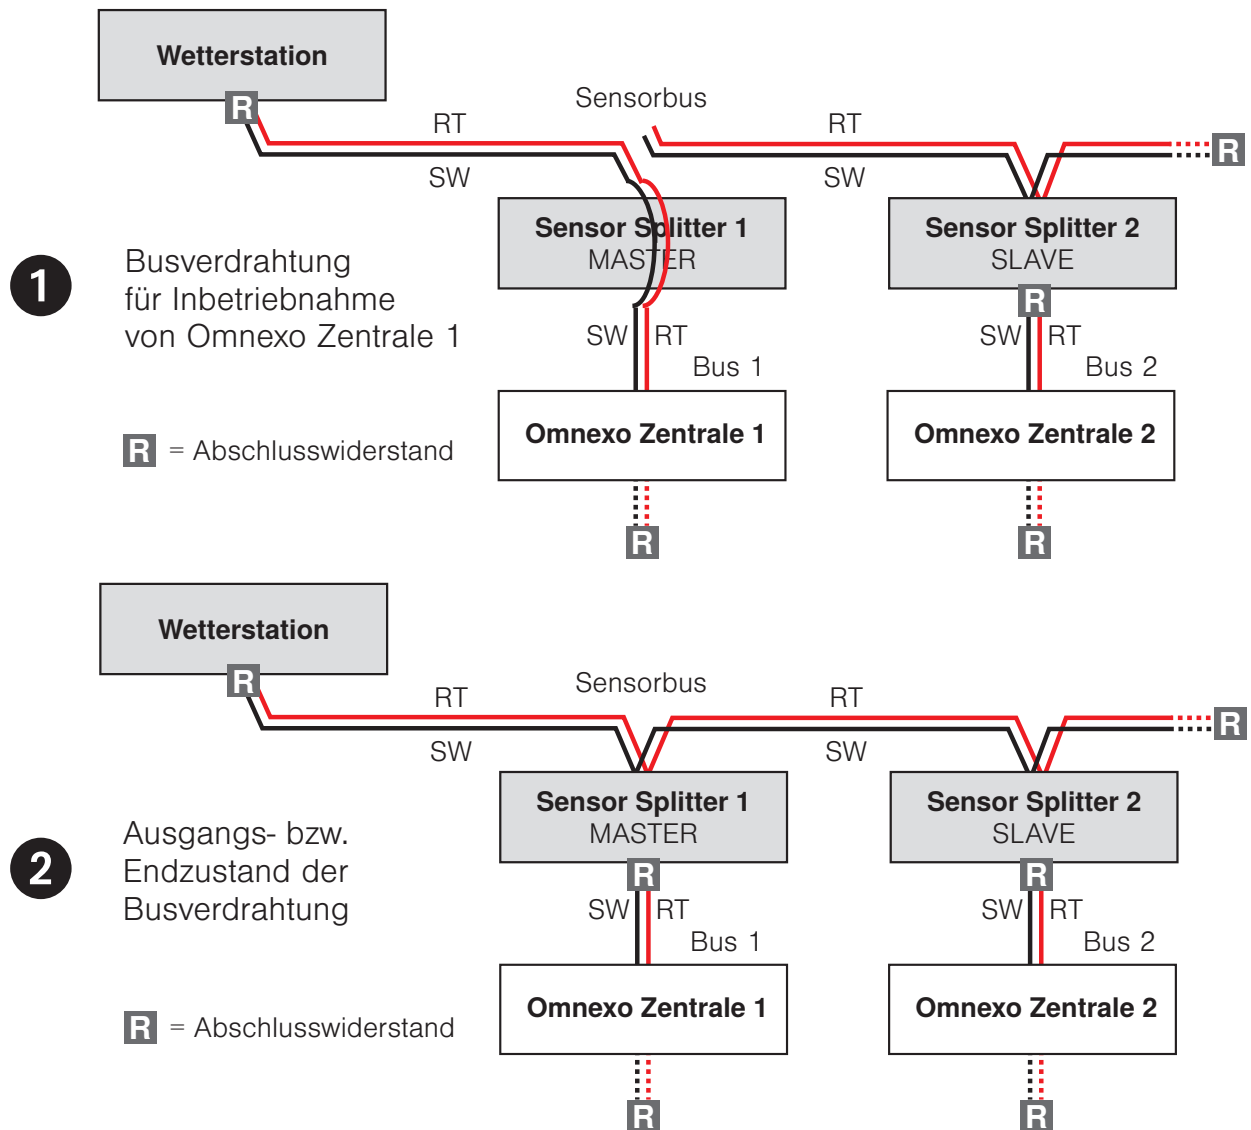 Wetterstation
R
Sensorbus
RT
RT
R
SW
SW
Sensor Splitter 1
MASTER
Sensor Splitter 2
SLAVE
1
Busverdrahtung
für Inbetriebnahme
von Omnexo Zentrale 1
R
SW
RT
SW
RT
Bus 1
Bus 2
Omnexo Zentrale 1
Omnexo Zentrale 2
R = Abschlusswiderstand
R
R
Wetterstation
R
Sensorbus
RT
RT
R
SW
SW
Sensor Splitter 1
MASTER
Sensor Splitter 2
SLAVE
2
Ausgangs- bzw.
Endzustand der
Busverdrahtung
R
R
SW
RT
SW
RT
Bus 1
Bus 2
Omnexo Zentrale 1
Omnexo Zentrale 2
R = Abschlusswiderstand
R
R